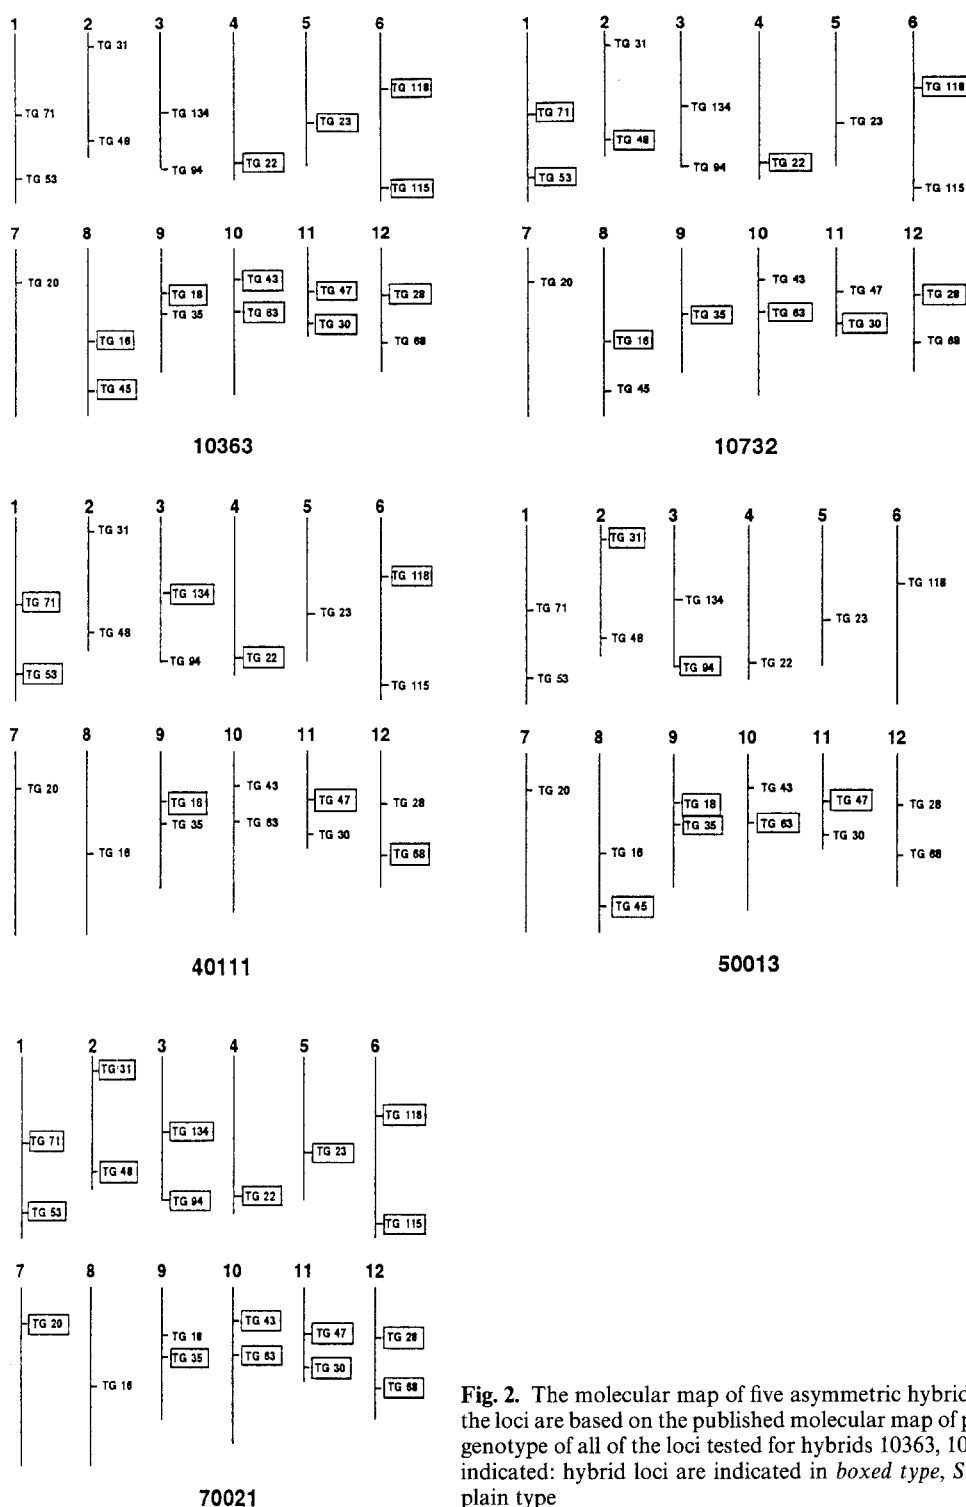 1 2 3 4 5 6
TG 31
TG 71
TG 48
TG 53
TG 134
TG 94
TG 22
TG 23
TG 118
TG 115
7 8 9 10 11 12
TG 20
TG 16
TG 45
TG 18
TG 35
TG 43
TG 63
TG 47
TG 30
TG 28
TG 68
10363
1 2 3 4 5 6
TG 31
TG 71
TG 48
TG 53
TG 134
TG 94
TG 22
TG 23
TG 118
TG 115
7 8 9 10 11 12
TG 20
TG 16
TG 45
TG 35
TG 43
TG 63
TG 47
TG 30
TG 28
TG 68
10732
1 2 3 4 5 6
TG 31
TG 71
TG 48
TG 53
TG 134
TG 94
TG 22
TG 23
TG 118
TG 115
7 8 9 10 11 12
TG 20
TG 16
TG 18
TG 35
TG 43
TG 63
TG 47
TG 30
TG 28
TG 68
40111
1 2 3 4 5 6
TG 31
TG 71
TG 48
TG 53
TG 134
TG 94
TG 22
TG 23
TG 118
7 8 9 10 11 12
TG 20
TG 16
TG 45
TG 18
TG 35
TG 43
TG 63
TG 47
TG 30
TG 28
TG 68
50013
1 2 3 4 5 6
TG 31
TG 71
TG 48
TG 53
TG 134
TG 94
TG 22
TG 23
TG 118
TG 115
7 8 9 10 11 12
TG 20
TG 16
TG 18
TG 35
TG 43
TG 63
TG 47
TG 30
TG 28
TG 68
70021
Fig. 2. The molecular map of five asymmetric hybrid
the loci are based on the published molecular map of p
genotype of all of the loci tested for hybrids 10363, 10
indicated: hybrid loci are indicated in boxed type, S
plain type